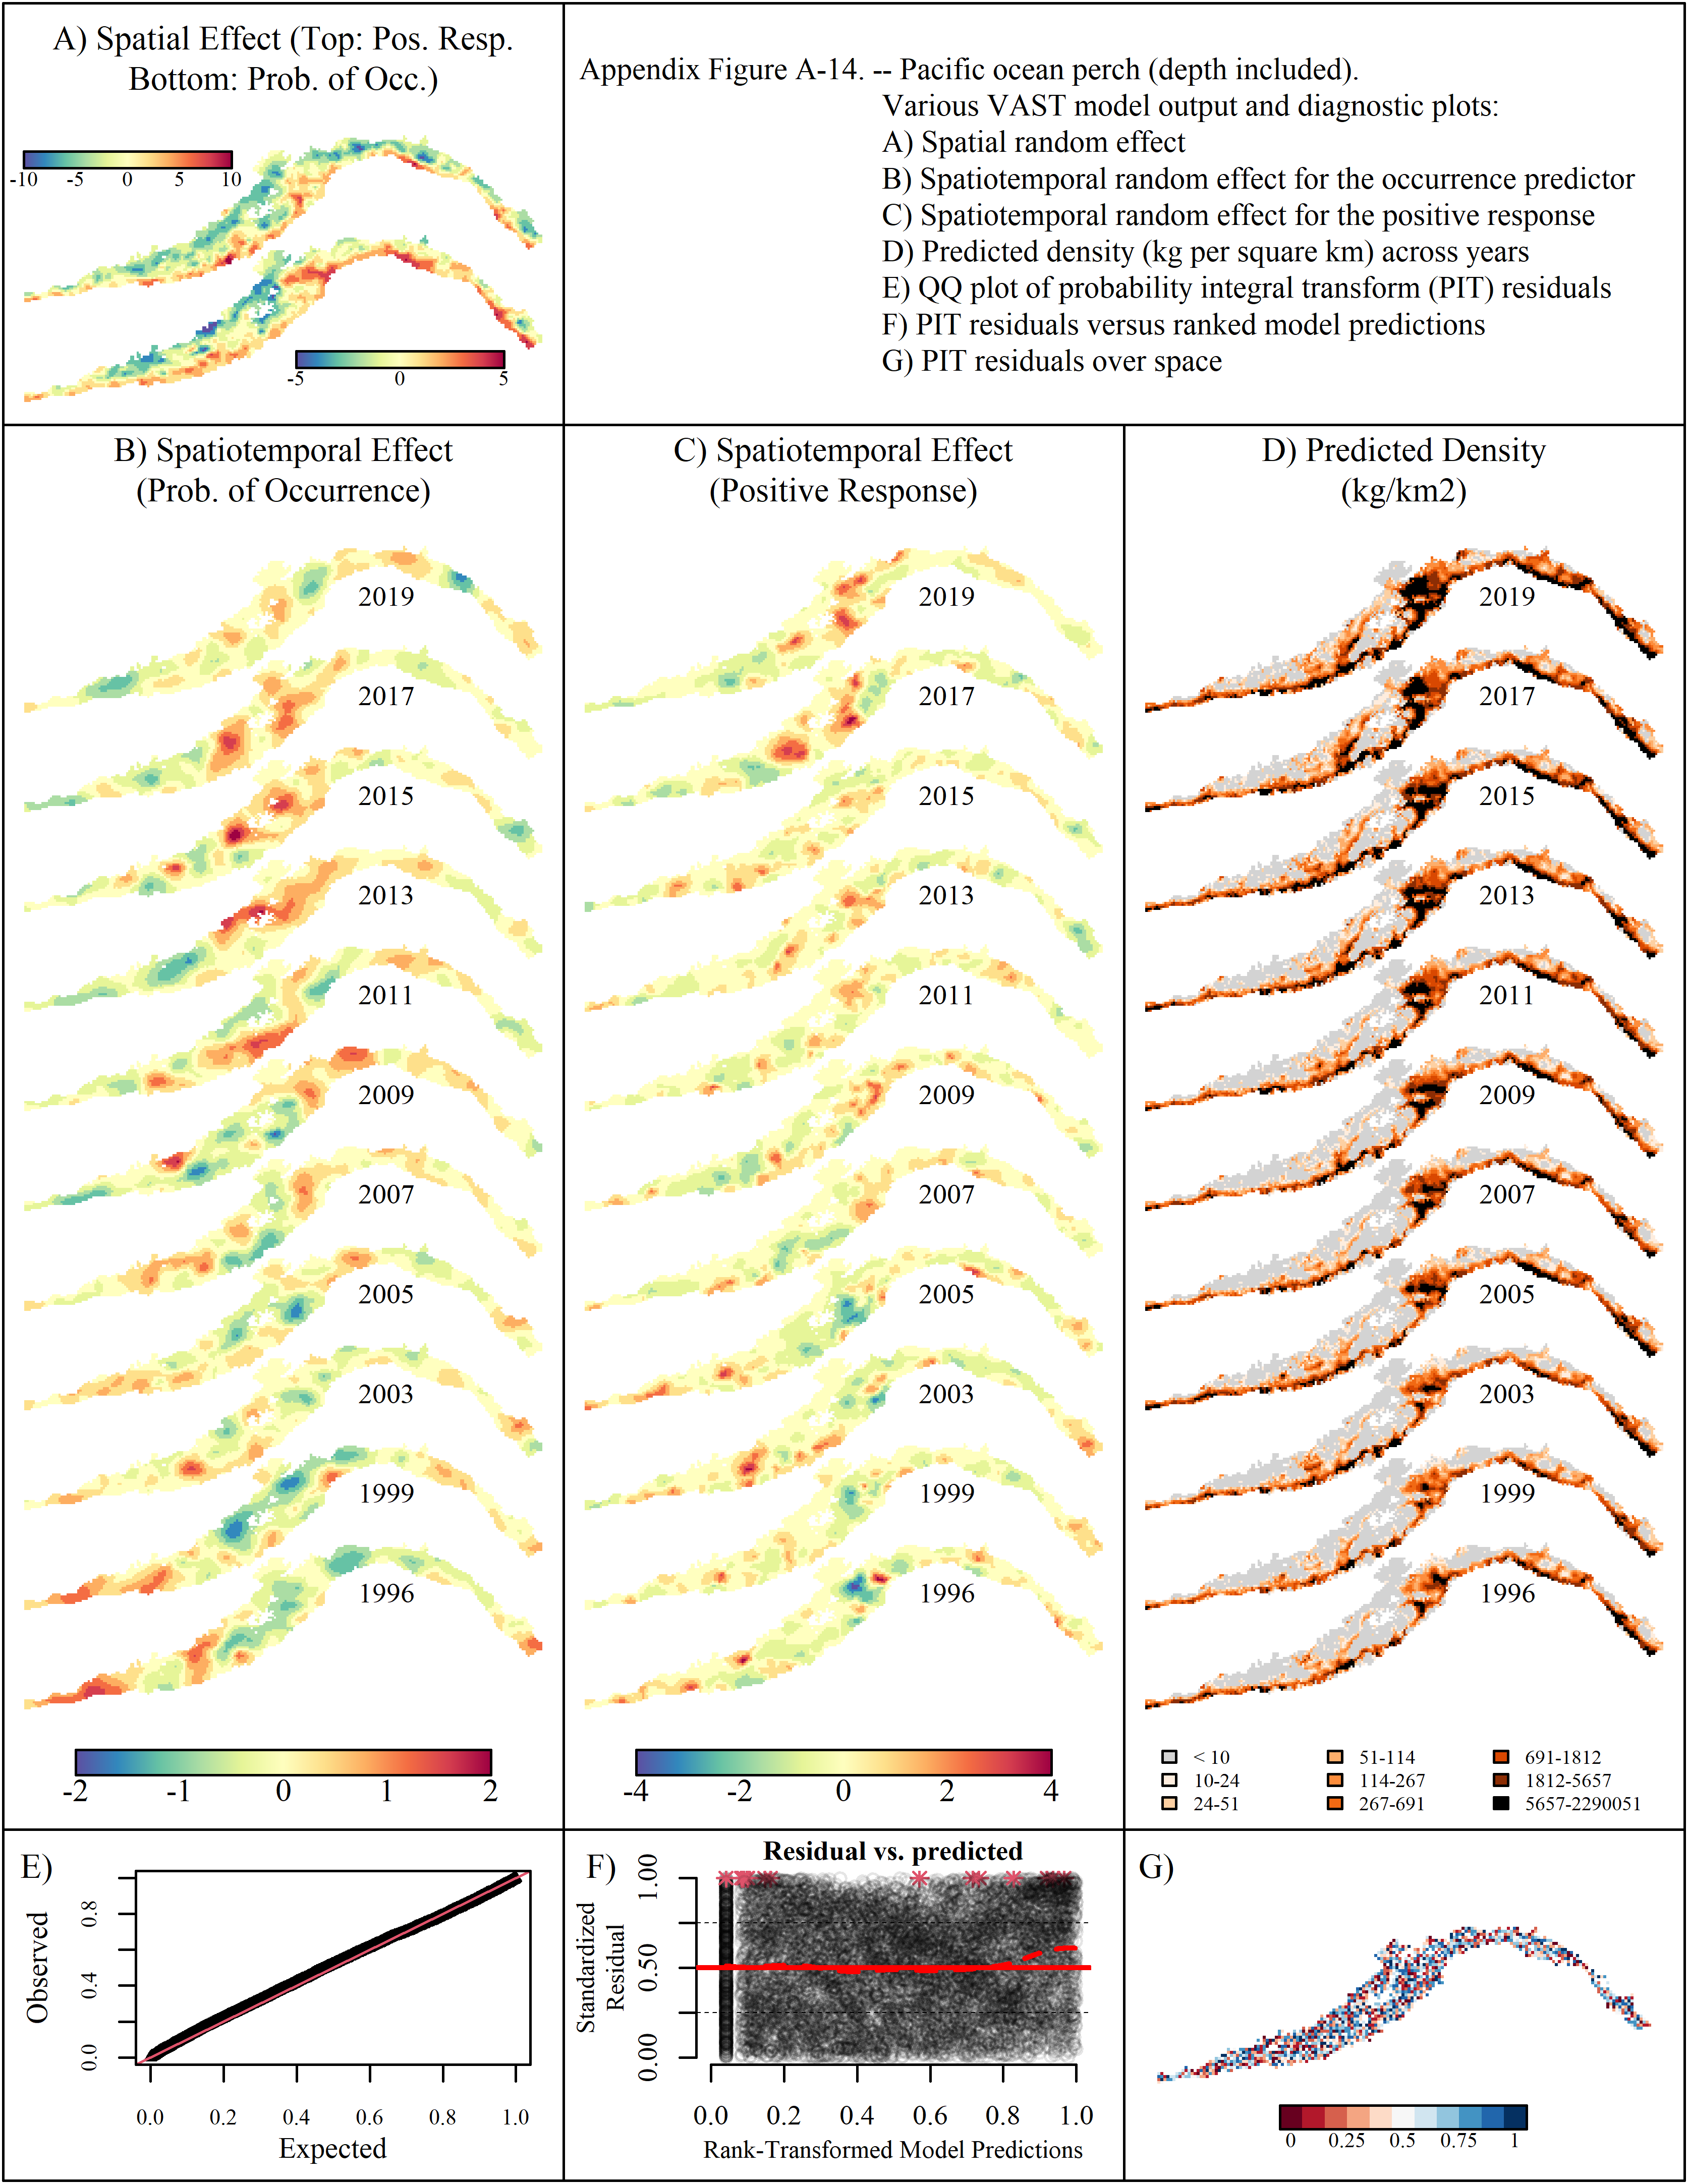 A) Spatial Effect (Top: Pos. Resp.
Bottom: Prob. of Occ.)
-10 -5 0 5 10
-5 0 5
Appendix Figure A-14. -- Pacific ocean perch (depth included).
Various VAST model output and diagnostic plots:
A) Spatial random effect
B) Spatiotemporal random effect for the occurrence predictor
C) Spatiotemporal random effect for the positive response
D) Predicted density (kg per square km) across years
E) QQ plot of probability integral transform (PIT) residuals
F) PIT residuals versus ranked model predictions
G) PIT residuals over space
B) Spatiotemporal Effect
(Prob. of Occurrence)
2019
2017
2015
2013
2011
2009
2007
2005
2003
1999
1996
-2 -1 0 1 2
C) Spatiotemporal Effect
(Positive Response)
2019
2017
2015
2013
2011
2009
2007
2005
2003
1999
1996
-4 -2 0 2 4
D) Predicted Density
(kg/km2)
2019
2017
2015
2013
2011
2009
2007
2005
2003
1999
1996
< 10 51-114 691-1812
10-24 114-267 1812-5657
24-51 267-691 5657-2290051
E)
Observed
0.0 0.4 0.8
0.0 0.2 0.4 0.6 0.8 1.0
Expected
F)
Residual vs. predicted
Standardized
Residual
0.00 0.50 1.00
0.0 0.2 0.4 0.6 0.8 1.0
Rank-Transformed Model Predictions
G)
0 0.25 0.5 0.75 1